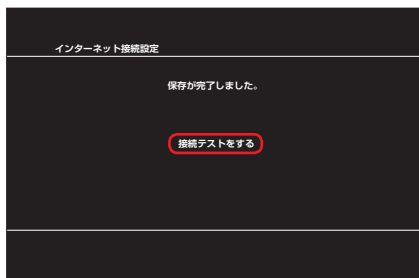 インターネット接続設定
保存が完了しました。
接続テストをする